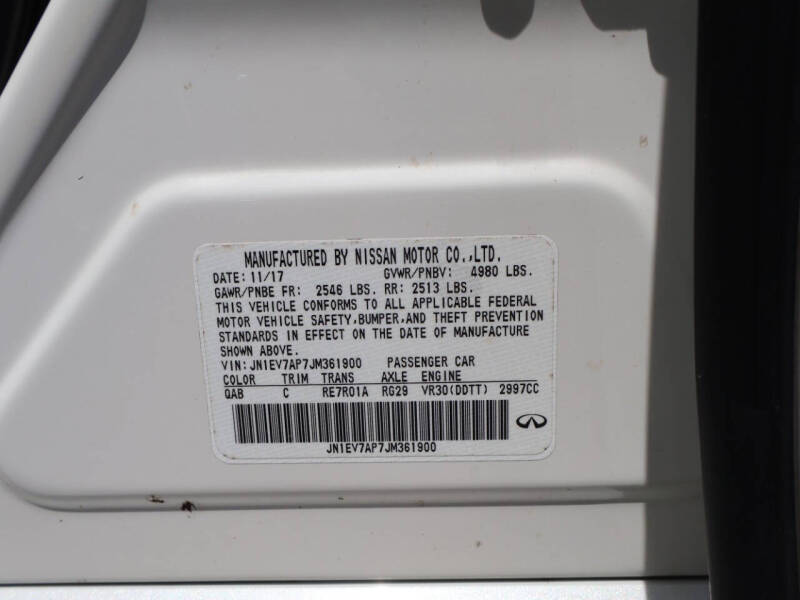 MANUFACTURED BY NISSAN MOTOR CO.,LTD.
DATE: 11/17 GVWR/PNBV: 4980 LBS.
GAWR/PNBE FR: 2546 LBS. RR: 2513 LBS.
THIS VEHICLE CONFORMS TO ALL APPLICABLE FEDERAL
MOTOR VEHICLE SAFETY,BUMPER,AND THEFT PREVENTION
STANDARDS IN EFFECT ON THE DATE OF MANUFACTURE
SHOWN ABOVE.
VIN:JN1EV7AP7JM361900 PASSENGER CAR
COLOR TRIM TRANS AXLE ENGINE
QAB C RE7R01A RG29 VR30(DDTT) 2997CC
JN1EV7AP7JM361900